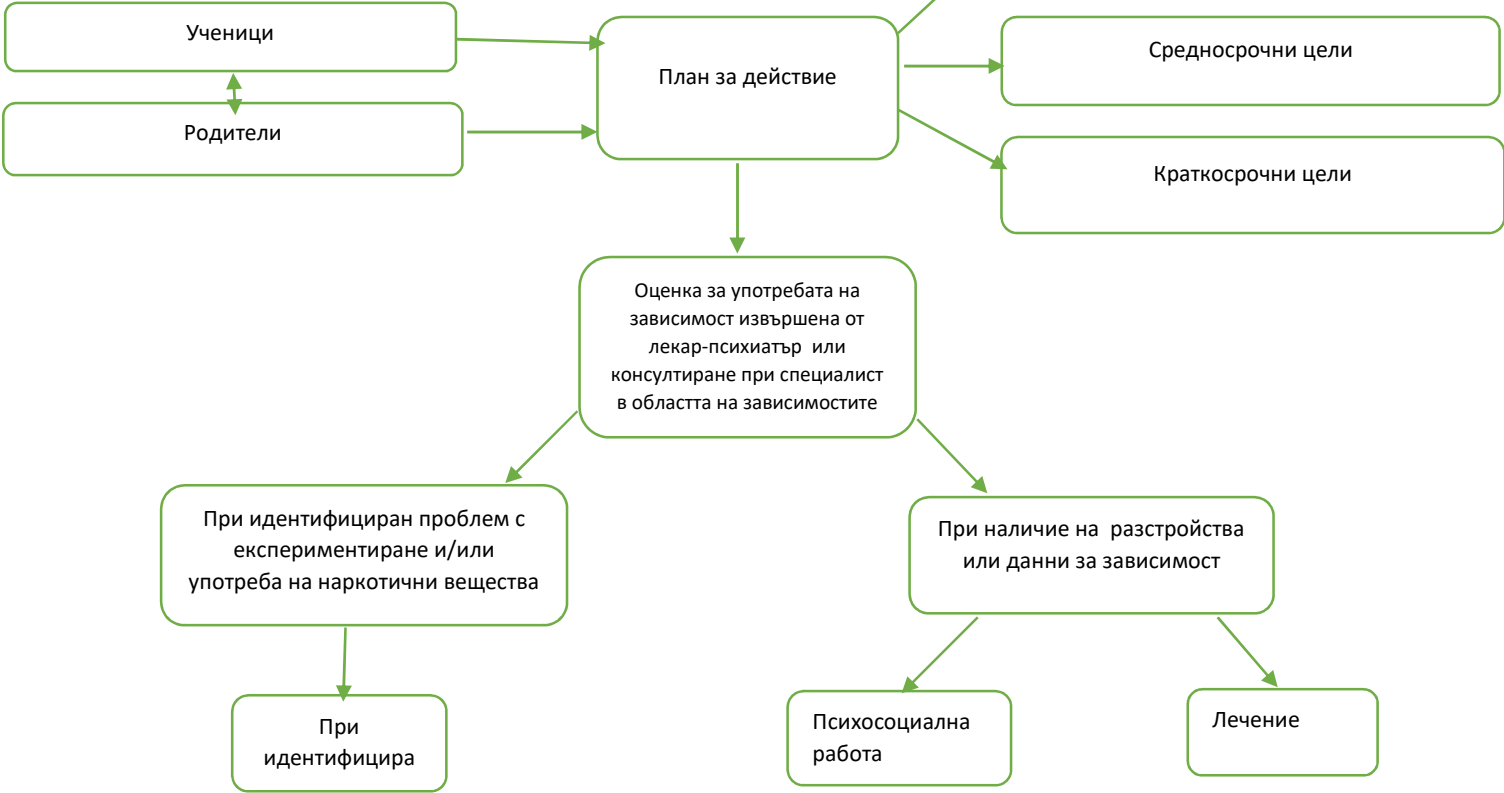 Ученици
Родители
План за действие
Средносрочни цели
Краткосрочни цели
Оценка за употребата на
зависимост извършена от
лекар-психиатър или
консултиране при специалист
в областта на зависимостите
При идентифициран проблем с
експериментиране и/или
употреба на наркотични вещества
При наличие на разстройства
или данни за зависимост
При
идентифицира
Психосоциална
работа
Лечение